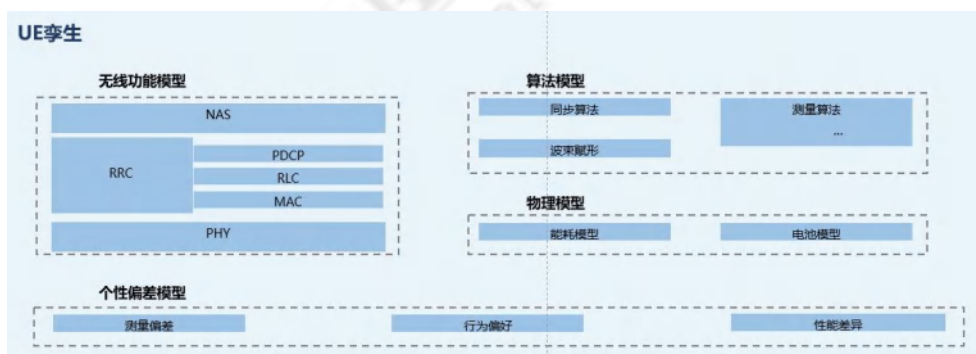 UE孪生
无线功能模型
NAS
RRC
PDCP
RLC
MAC
PHY
算法模型
同步算法
测量算法
...
波束赋形
物理模型
能耗模型
电池模型
个性偏差模型
测量偏差
行为偏好
性能差异